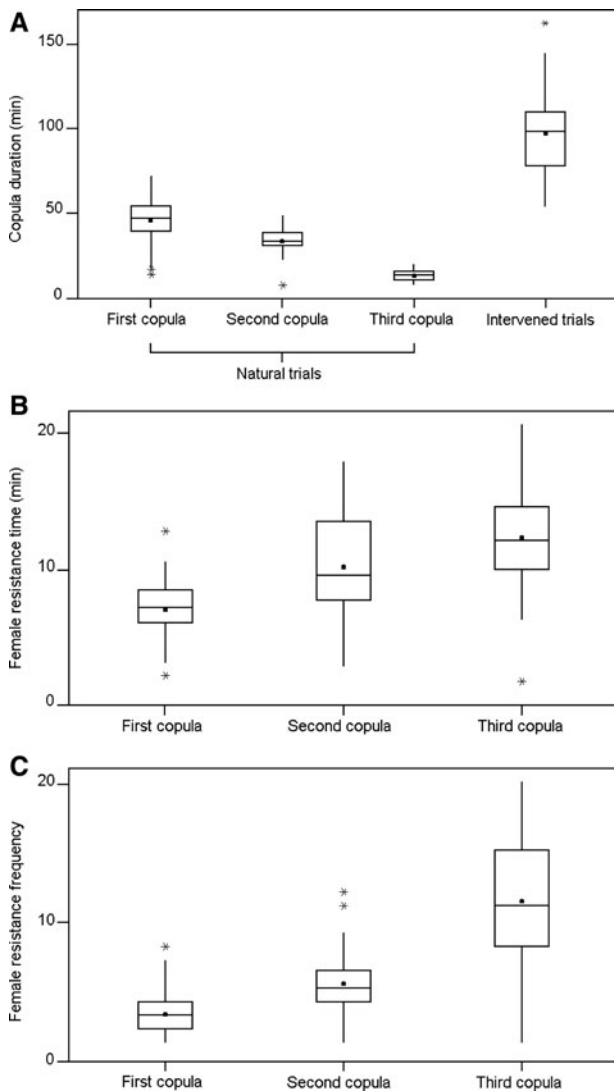 A
Copula duration (min)
150
100
50
0
First copula
Second copula
Third copula
Intervened trials
Natural trials
B
Female resistance time (min)
20
10
0
First copula
Second copula
Third copula
C
Female resistance frequency
20
10
0
First copula
Second copula
Third copula